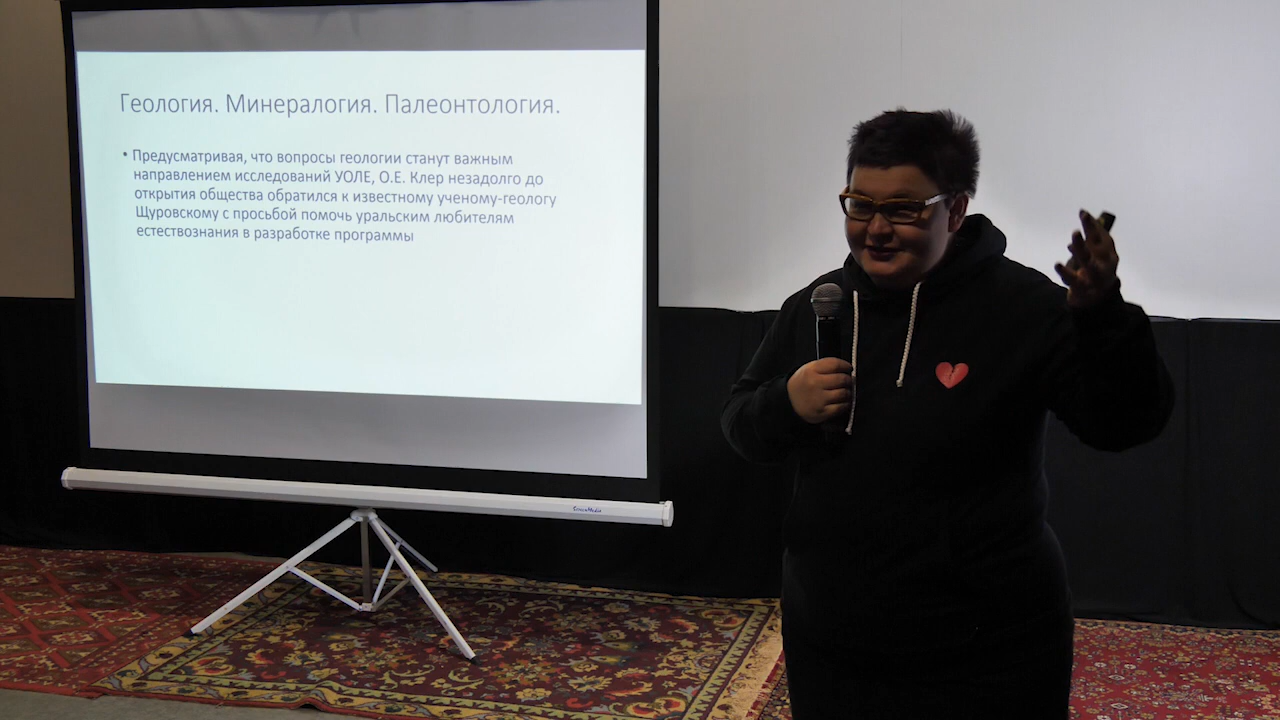 Геология. Минералогия. Палеонтология.
• Предусматривая, что вопросы геологии станут важным
направлением исследований УОЛЕ, О.Е. Клер незадолго до
открытия общества обратился к известному ученому-геологу
Щуровскому с просьбой помочь уральским любителям
естествознания в разработке программы